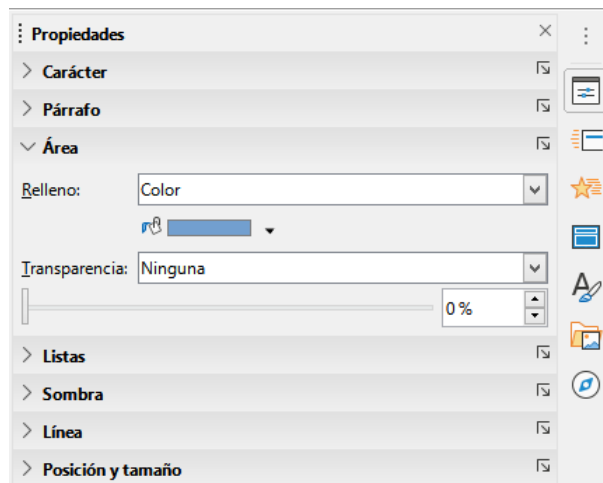 Propiedades
Carácter
Párrafo
Área
Relleno: Color
Transparencia: Ninguna
0 %
Listas
Sombra
Línea
Posición y tamaño